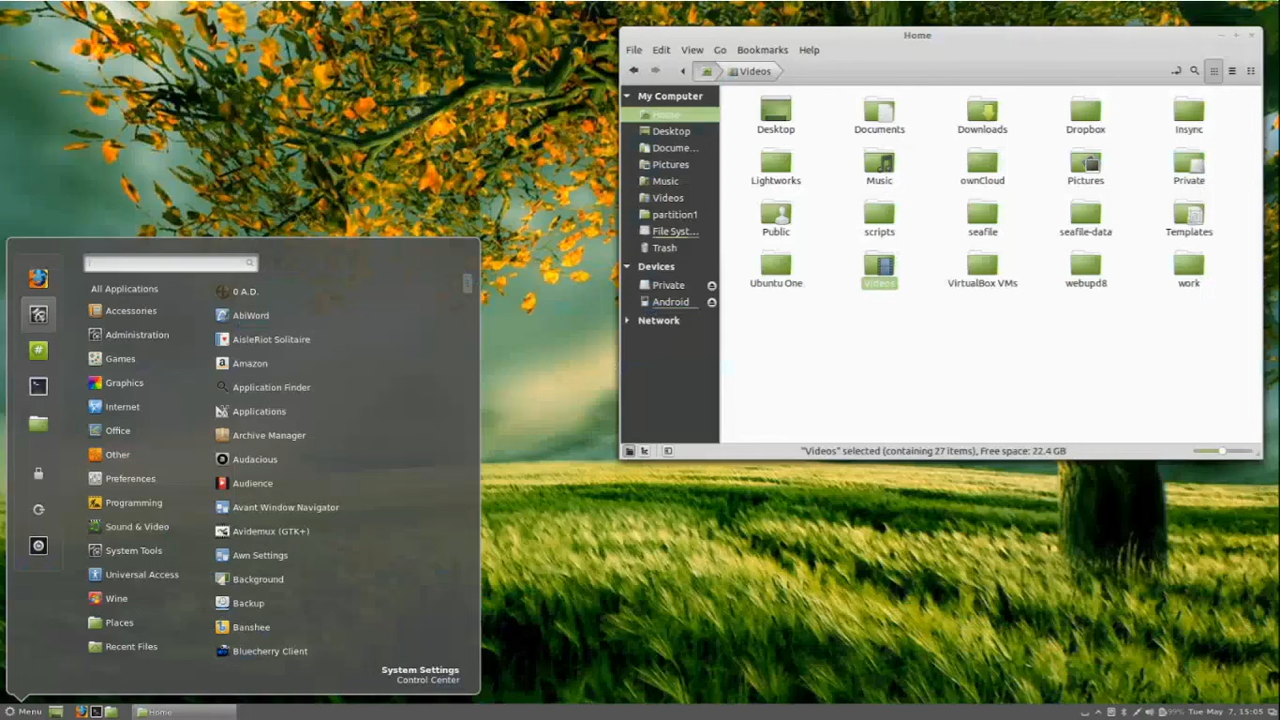 Home
File Edit View Go Bookmarks Help
Videos
My Computer
Home
Desktop
Docume...
Pictures
Music
Videos
partition1
File Syst...
Trash
Devices
Private
Android
Network
Desktop Documents Downloads Dropbox Insync
Lightworks Music ownCloud Pictures Private
Public scripts seafile seafile-data Templates
Ubuntu One Videos VirtualBox VMs webupd8 work
"Videos" selected (containing 27 items), Free space: 22.4 GB
All Applications
Accessories
Administration
Games
Graphics
Internet
Office
Other
Preferences
Programming
Sound & Video
System Tools
Universal Access
Wine
Places
Recent Files
0 A.D.
AbiWord
AisleRiot Solitaire
Amazon
Application Finder
Applications
Archive Manager
Audacious
Audience
Avant Window Navigator
Avidemux (GTK+)
Awn Settings
Background
Backup
Banshee
Bluecherry Client
System Settings
Control Center
Menu Home 99% Tue May 7, 15:05